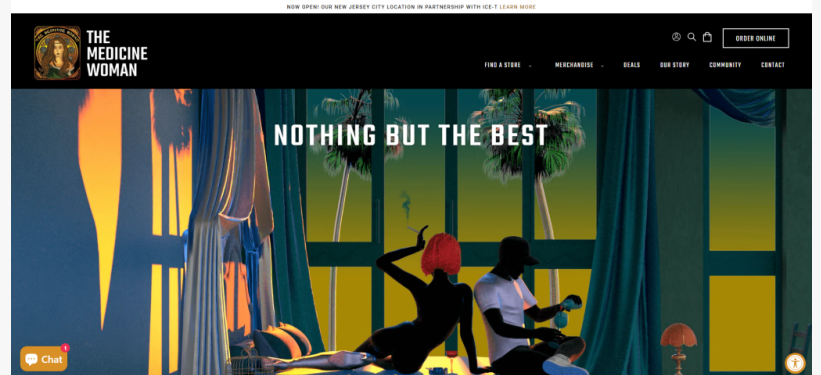 NOW OPEN! OUR NEW JERSEY CITY LOCATION IN PARTNERSHIP WITH ICE-T LEARN MORE
THE
MEDICINE
WOMAN
ORDER ONLINE
FIND A STORE MERCHANDISE DEALS OUR STORY COMMUNITY CONTACT
NOTHING BUT THE BEST
Chat
1